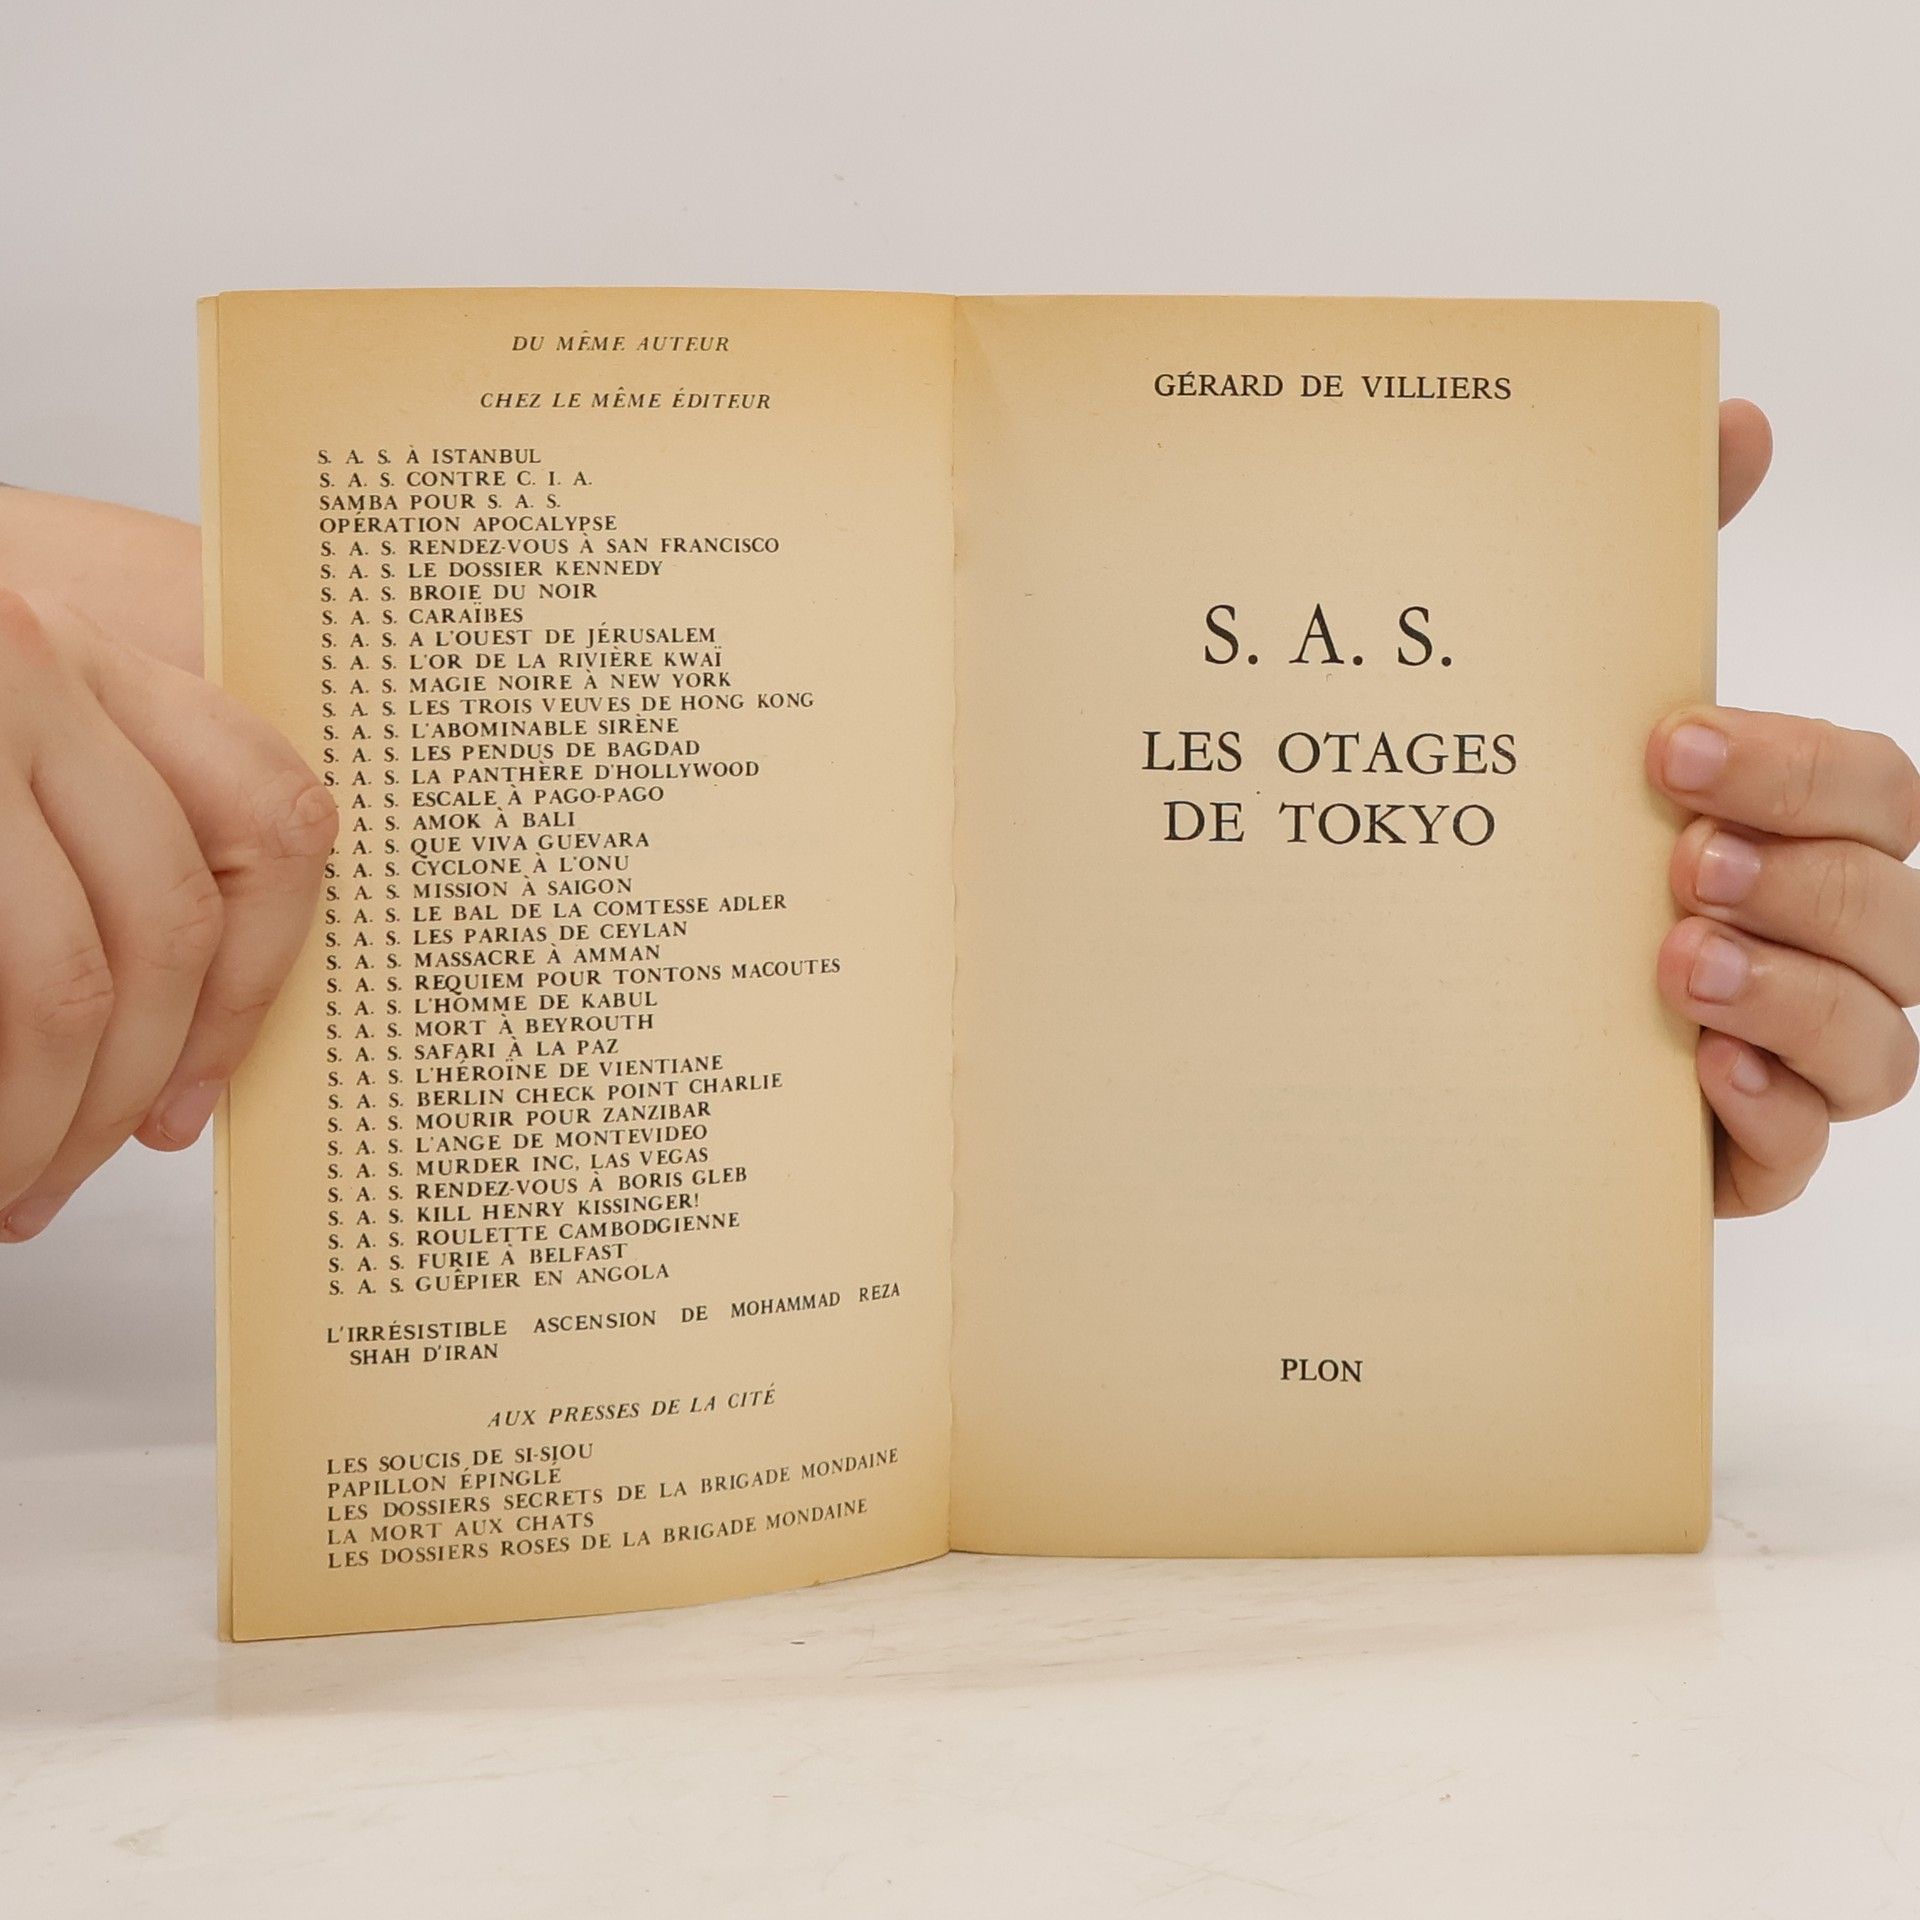 DU MÊME AUTEUR
CHEZ LE MÊME ÉDITEUR
S. A. S. À ISTANBUL
S. A. S. CONTRE C. I. A.
SAMBA POUR S. A. S.
OPÉRATION APOCALYPSE
S. A. S. RENDEZ-VOUS À SAN FRANCISCO
S. A. S. LE DOSSIER KENNEDY
S. A. S. BROIE DU NOIR
S. A. S. CARAÏBES
S. A. S. A L'OUEST DE JÉRUSALEM
S. A. S. L'OR DE LA RIVIÈRE KWAÏ
S. A. S. MAGIE NOIRE À NEW YORK
S. A. S. LES TROIS VEUVES DE HONG KONG
S. A. S. L'ABOMINABLE SIRÈNE
S. A. S. LES PENDUS DE BAGDAD
S. A. S. LA PANTHÈRE D'HOLLYWOOD
A. S. ESCALE À PAGO-PAGO
A. S. AMOK À BALI
A. S. QUE VIVA GUEVARA
S. A. S. CYCLONE À L'ONU
S. A. S. MISSION À SAIGON
S. A. S. LE BAL DE LA COMTESSE ADLER
S. A. S. LES PARIAS DE CEYLAN
S. A. S. MASSACRE À AMMAN
S. A. S. REQUIEM POUR TONTONS MACOUTES
S. A. S. L'HOMME DE KABUL
S. A. S. MORT À BEYROUTH
S. A. S. SAFARI À LA PAZ
S. A. S. L'HÉROÏNE DE VIENTIANE
S. A. S. BERLIN CHECK POINT CHARLIE
S. A. S. MOURIR POUR ZANZIBAR
S. A. S. L'ANGE DE MONTEVIDEO
S. A. S. MURDER INC, LAS VEGAS
S. A. S. RENDEZ-VOUS À BORIS GLEB
S. A. S. KILL HENRY KISSINGER!
S. A. S. ROULETTE CAMBODGIENNE
S. A. S. FURIE À BELFAST
S. A. S. GUÊPIER EN ANGOLA
L'IRRÉSISTIBLE ASCENSION DE MOHAMMAD REZA
SHAH D'IRAN
AUX PRESSES DE LA CITÉ
LES SOUCIS DE SI-SIOU
PAPILLON ÉPINGLÉ
LES DOSSIERS SECRETS DE LA BRIGADE MONDAINE
LA MORT AUX CHATS
LES DOSSIERS ROSES DE LA BRIGADE MONDAINE
GÉRARD DE VILLIERS
S. A. S.
LES OTAGES
DE TOKYO
PLON